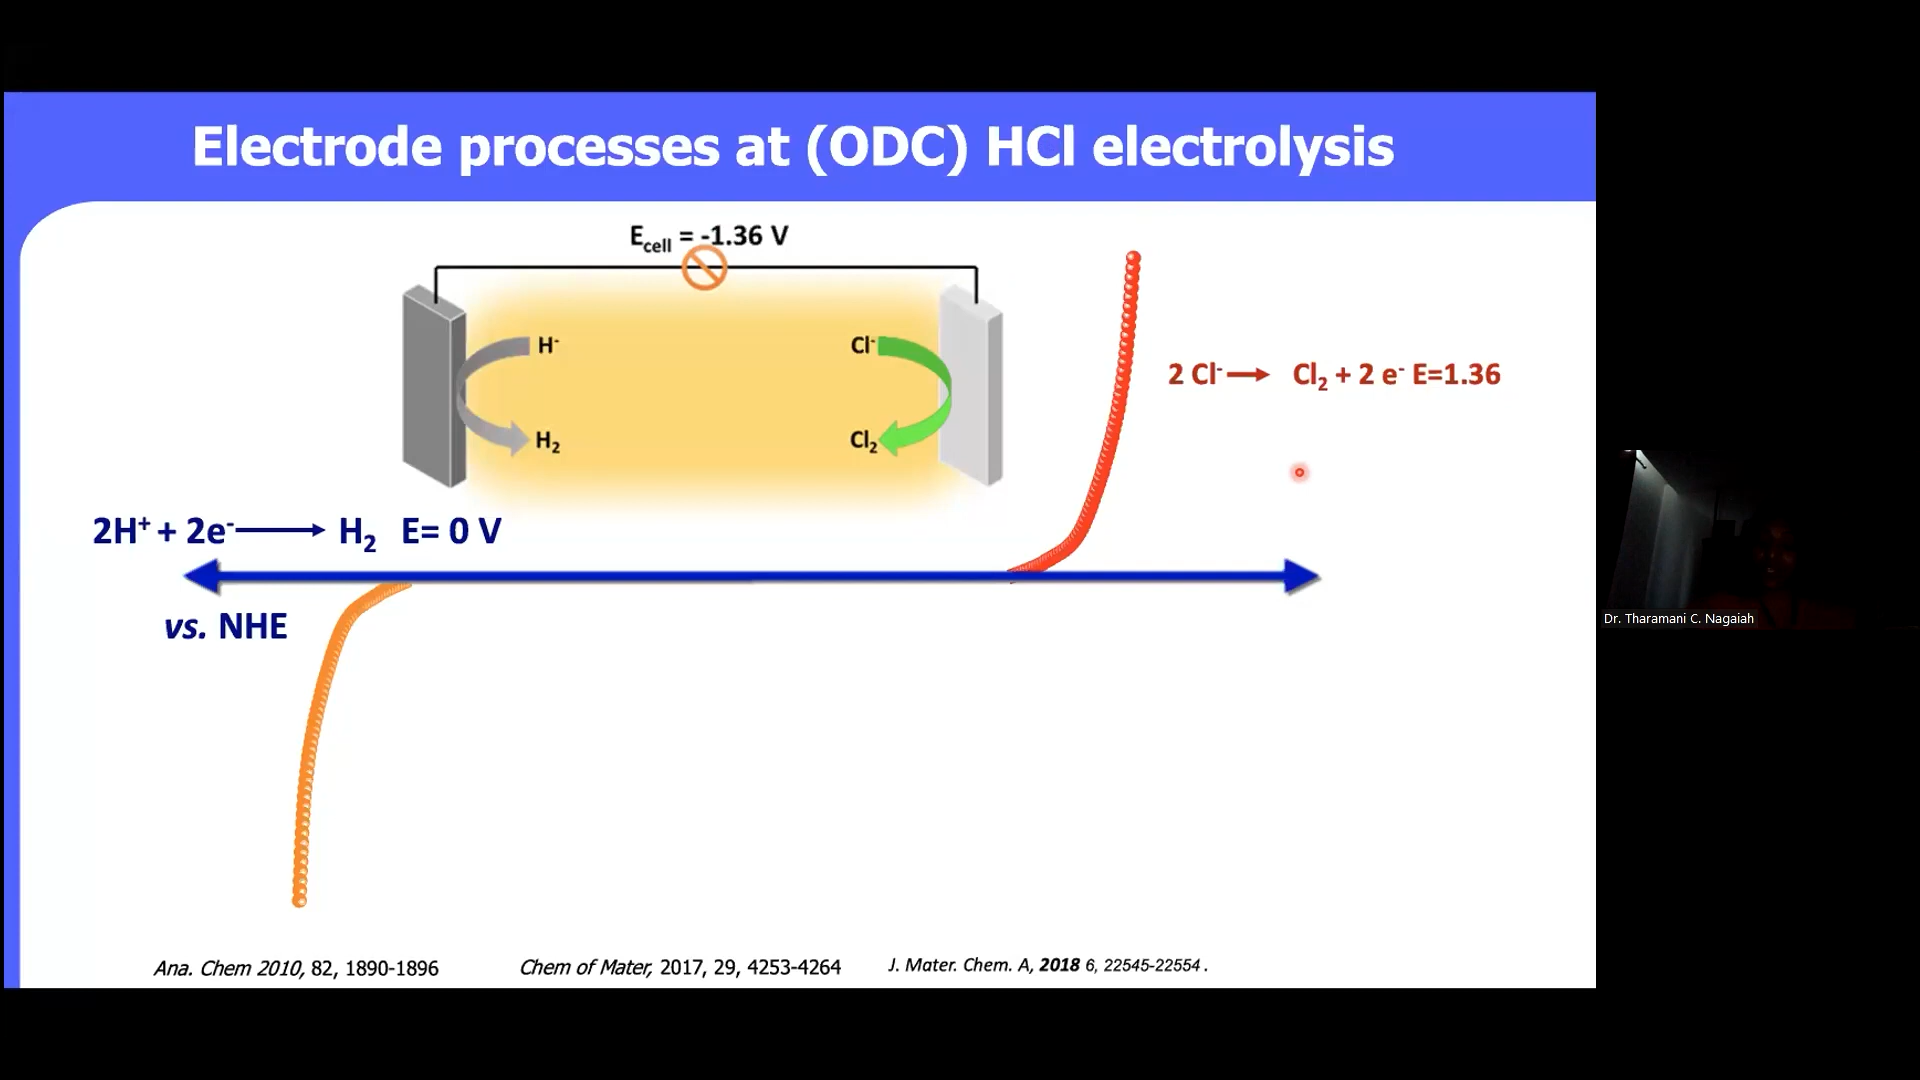 Electrode processes at (ODC) HCl electrolysis
E_cell = -1.36 V
H⁻
Cl⁻
2 Cl⁻ → Cl₂ + 2 e⁻ E=1.36
H₂
Cl₂
2H⁺ + 2e⁻ → H₂ E= 0 V
vs. NHE
Dr. Tharamani C. Nagaiah
Ana. Chem 2010, 82, 1890-1896
Chem of Mater, 2017, 29, 4253-4264
J. Mater. Chem. A, 2018 6, 22545-22554 .